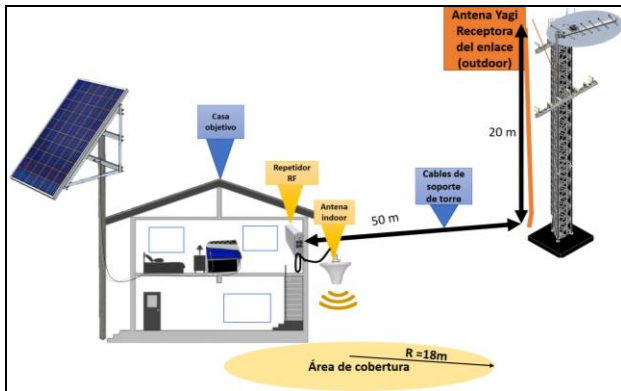 Antena Yagi
Receptora
del enlace
(outdoor)
20 m
Casa
objetivo
Repetidor
RF
Antena
indoor
Cables de
soporte
de torre
50 m
R =18m
Área de cobertura